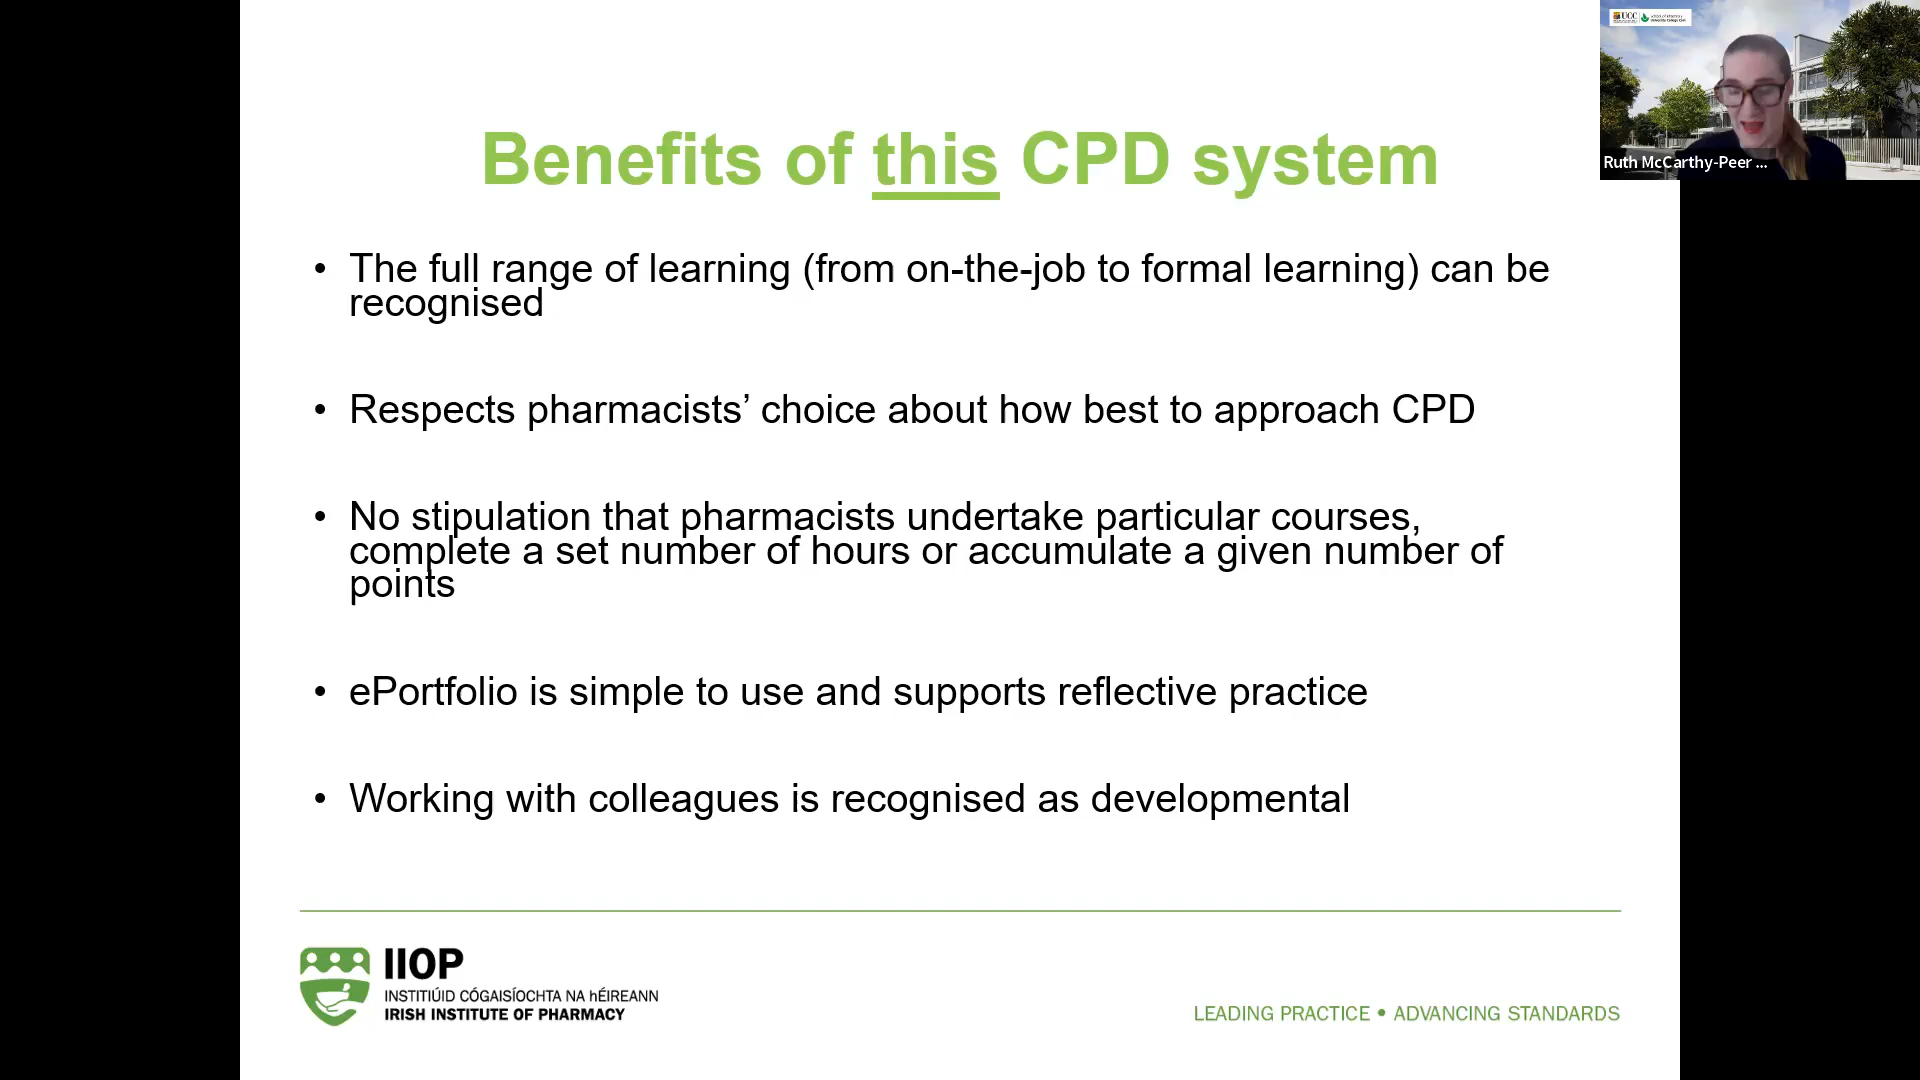 UCC
Benefits of this CPD system
Ruth McCarthy-Peer ...
• The full range of learning (from on-the-job to formal learning) can be
recognised
• Respects pharmacists’ choice about how best to approach CPD
• No stipulation that pharmacists undertake particular courses,
complete a set number of hours or accumulate a given number of
points
• ePortfolio is simple to use and supports reflective practice
• Working with colleagues is recognised as developmental
IIOP
INSTITIÚID CÓGAISÍOCHTA NA hÉIREANN
IRISH INSTITUTE OF PHARMACY
LEADING PRACTICE • ADVANCING STANDARDS